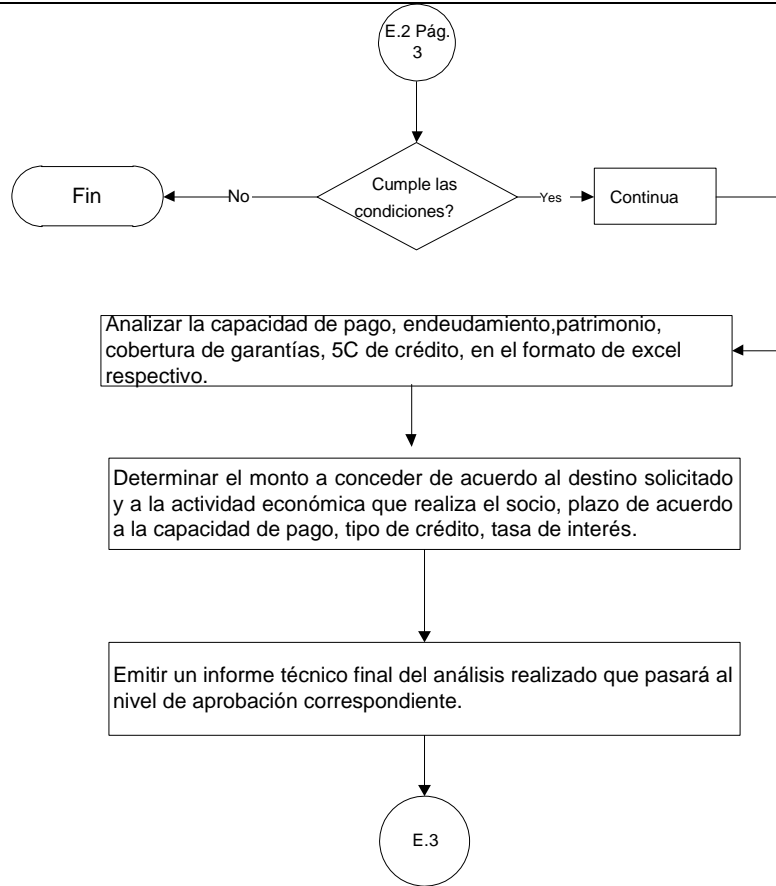 E.2 Pág.
3
Cumple las
condiciones?
No
Fin
Yes
Continua
Analizar la capacidad de pago, endeudamiento,patrimonio,
cobertura de garantías, 5C de crédito, en el formato de excel
respectivo.
Determinar el monto a conceder de acuerdo al destino solicitado
y a la actividad económica que realiza el socio, plazo de acuerdo
a la capacidad de pago, tipo de crédito, tasa de interés.
Emitir un informe técnico final del análisis realizado que pasará al
nivel de aprobación correspondiente.
E.3